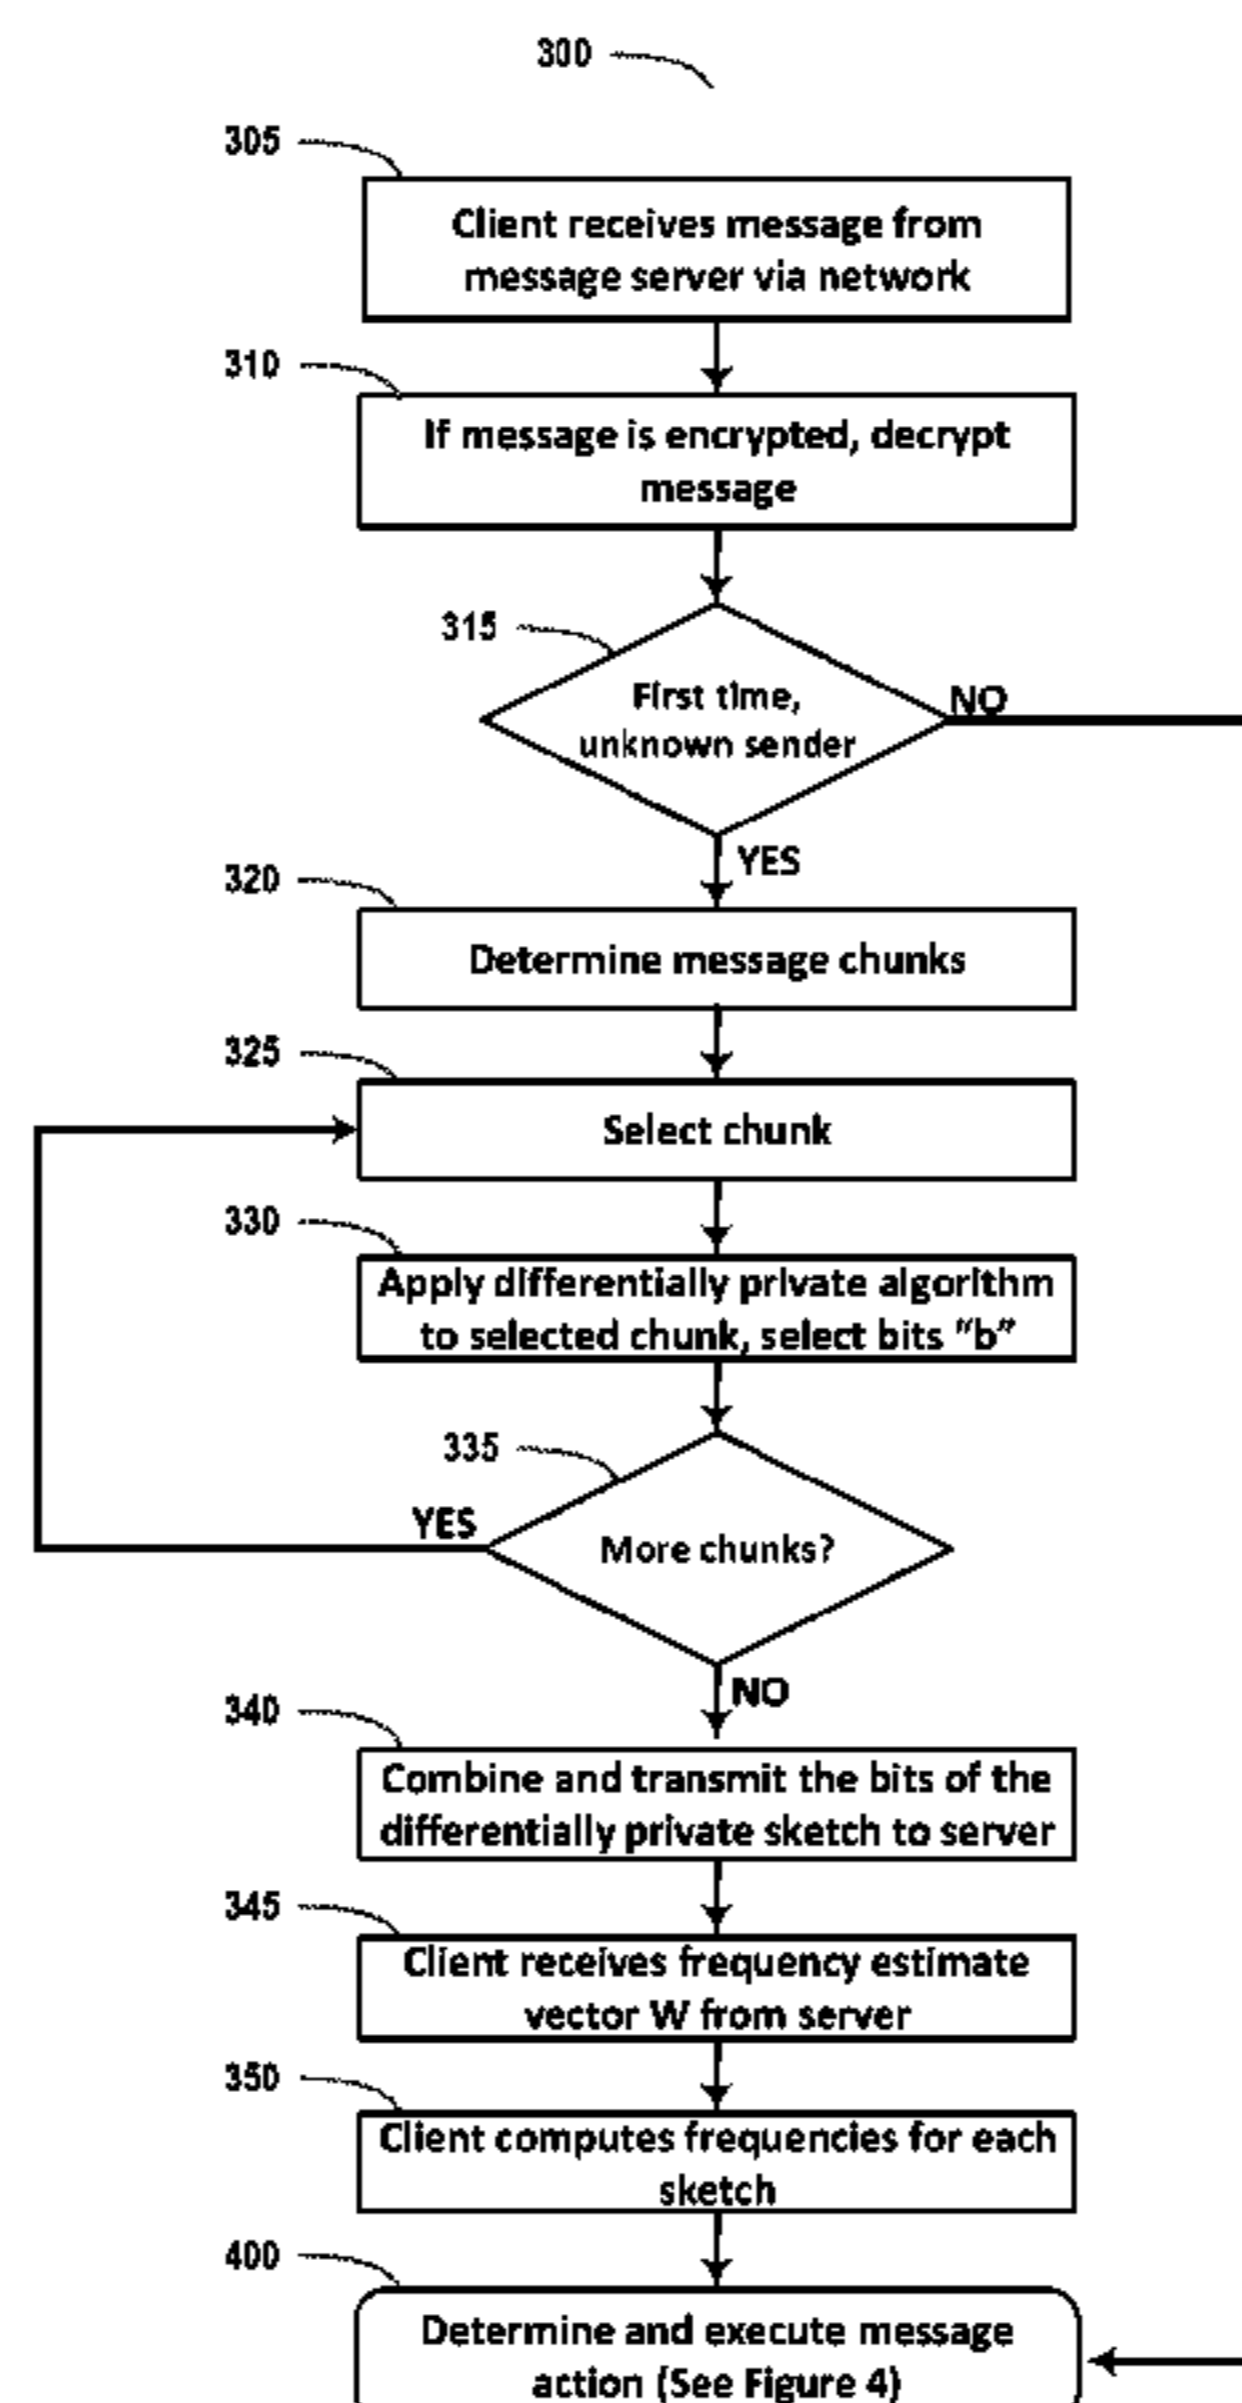 300
305
Client receives message from
message server via network
310
If message is encrypted, decrypt
message
315
First time,
unknown sender
NO
YES
320
Determine message chunks
325
Select chunk
330
Apply differentially private algorithm
to selected chunk, select bits "b"
335
YES
More chunks?
NO
340
Combine and transmit the bits of the
differentially private sketch to server
345
Client receives frequency estimate
vector W from server
350
Client computes frequencies for each
sketch
400
Determine and execute message
action (See Figure 4)